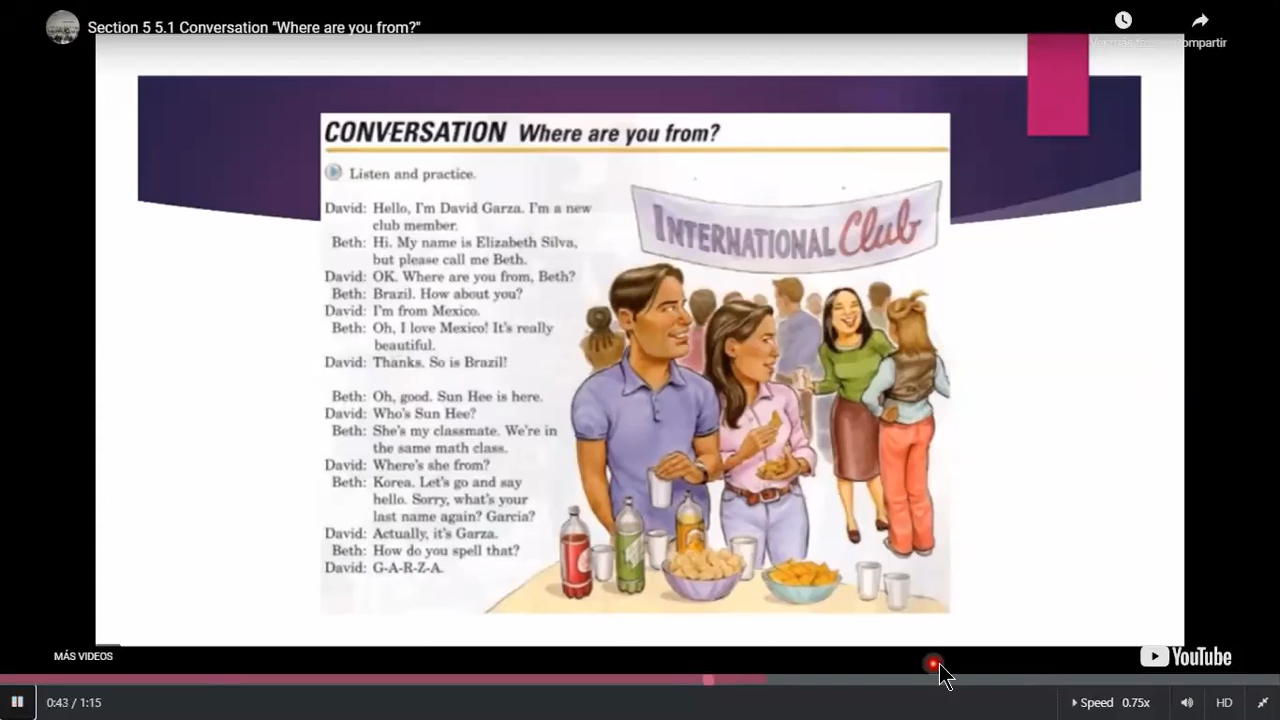 Section 5 5.1 Conversation "Where are you from?"
Compartir
CONVERSATION Where are you from?
Listen and practice.
David: Hello, I'm David Garza. I'm a new
club member.
Beth: Hi. My name is Elizabeth Silva,
but please call me Beth.
David: OK. Where are you from, Beth?
Beth: Brazil. How about you?
David: I'm from Mexico.
Beth: Oh, I love Mexico! It's really
beautiful.
David: Thanks. So is Brazil!
Beth: Oh, good. Sun Hee is here.
David: Who's Sun Hee?
Beth: She's my classmate. We're in
the same math class.
David: Where's she from?
Beth: Korea. Let's go and say
hello. Sorry, what's your
last name again? Garcia?
David: Actually, it's Garza.
Beth: How do you spell that?
David: G-A-R-Z-A.
INTERNATIONAL Club
MÁS VIDEOS
YouTube
0:43 / 1:15
Speed 0.75x
HD